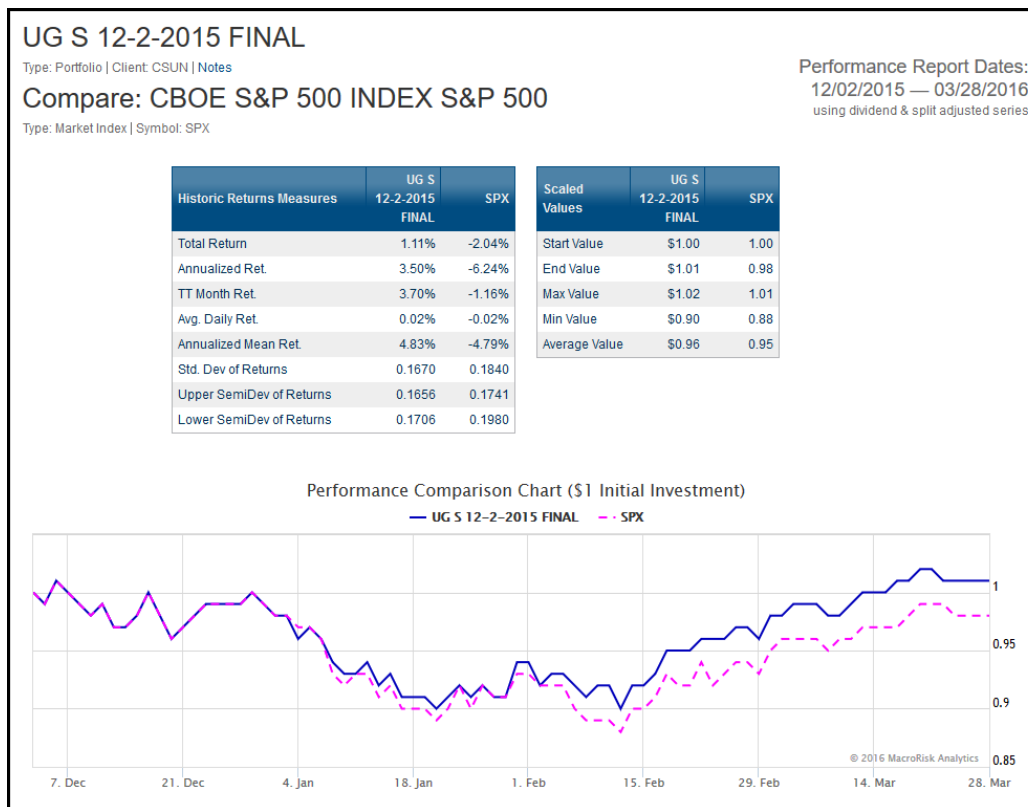 UG S 12-2-2015 FINAL
Type: Portfolio | Client: CSUN | Notes
Compare: CBOE S&P 500 INDEX S&P 500
Type: Market Index | Symbol: SPX
Performance Report Dates:
12/02/2015 — 03/28/2016
using dividend & split adjusted series
Historic Returns Measures UG S 12-2-2015 FINAL SPX
Total Return 1.11% -2.04%
Annualized Ret. 3.50% -6.24%
TT Month Ret. 3.70% -1.16%
Avg. Daily Ret. 0.02% -0.02%
Annualized Mean Ret. 4.83% -4.79%
Std. Dev of Returns 0.1670 0.1840
Upper SemiDev of Returns 0.1656 0.1741
Lower SemiDev of Returns 0.1706 0.1980
Scaled Values UG S 12-2-2015 FINAL SPX
Start Value $1.00 1.00
End Value $1.01 0.98
Max Value $1.02 1.01
Min Value $0.90 0.88
Average Value $0.96 0.95
Performance Comparison Chart ($1 Initial Investment)
UG S 12-2-2015 FINAL SPX
1
0.95
0.9
0.85
© 2016 MacroRisk Analytics
7. Dec 21. Dec 4. Jan 18. Jan 1. Feb 15. Feb 29. Feb 14. Mar 28. Mar